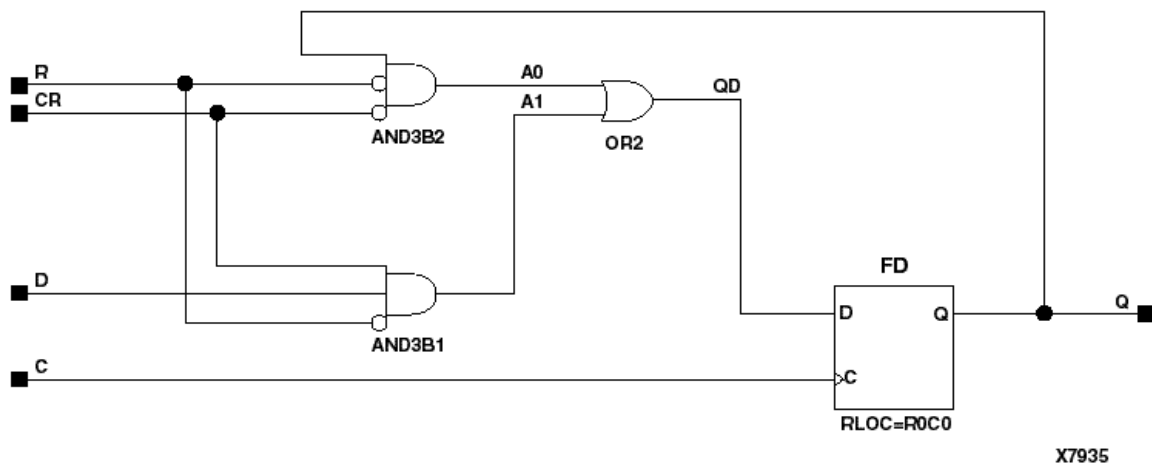 R
CR
A0
A1
QD
AND3B2
OR2
D
FD
D
Q
Q
AND3B1
C
C
RLOC=R0C0
X7935